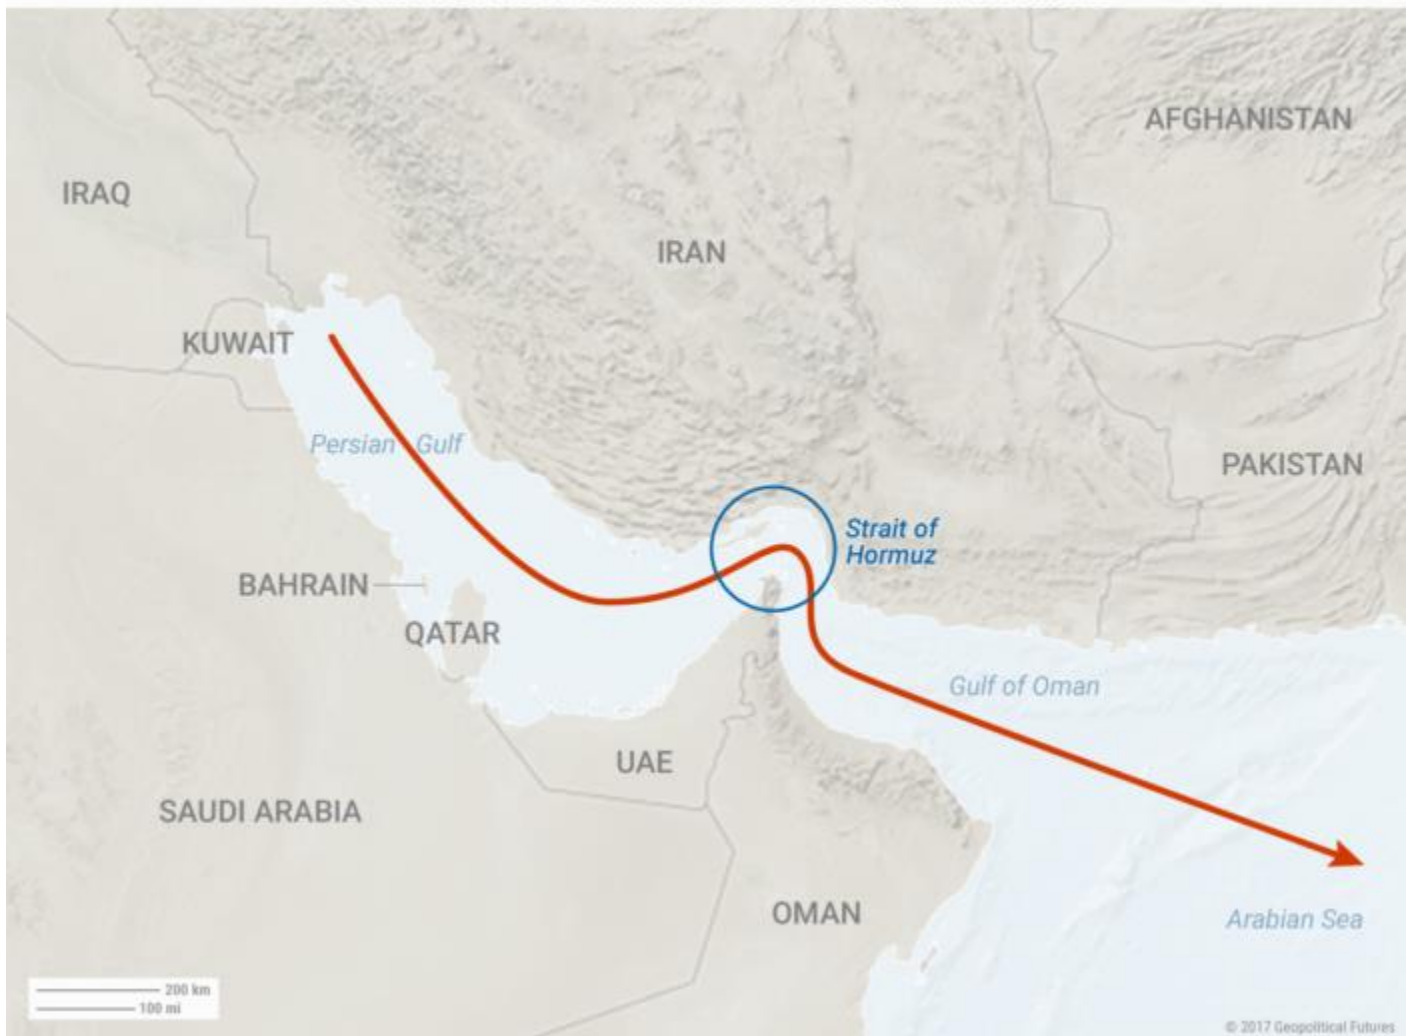 AFGHANISTAN
IRAQ
IRAN
KUWAIT
Persian Gulf
PAKISTAN
Strait of
Hormuz
BAHRAIN
QATAR
Gulf of Oman
UAE
SAUDI ARABIA
OMAN
Arabian Sea
200 km
100 mi
© 2017 Geopolitical Futures